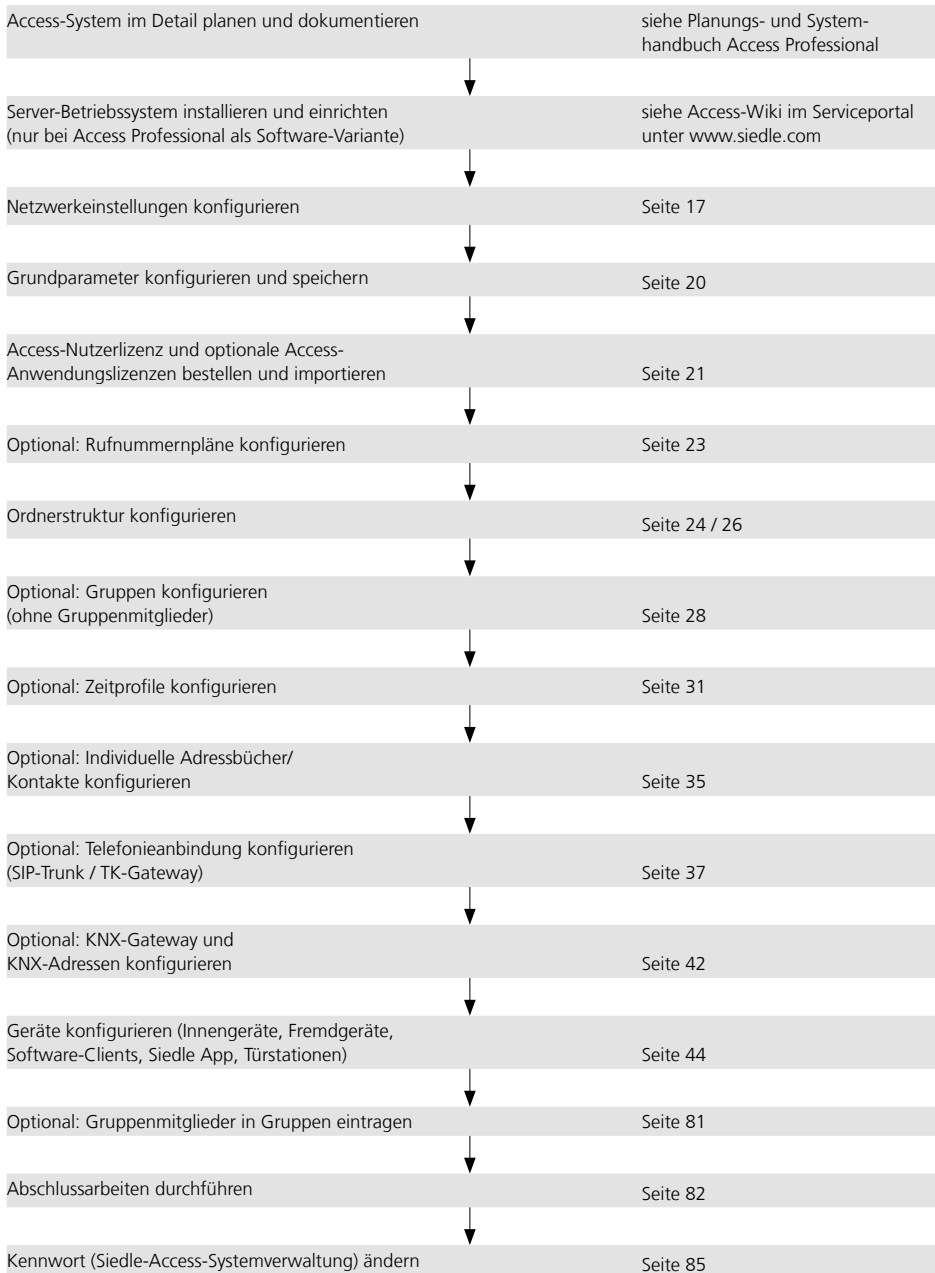 Access-System im Detail planen und dokumentieren
siehe Planungs- und System-
handbuch Access Professional
Server-Betriebssystem installieren und einrichten
(nur bei Access Professional als Software-Variante)
siehe Access-Wiki im Serviceportal
unter www.siedle.com
Netzwerkeinstellungen konfigurieren
Seite 17
Grundparameter konfigurieren und speichern
Seite 20
Access-Nutzerlizenz und optionale Access-
Anwendungslizenzen bestellen und importieren
Seite 21
Optional: Rufnummernpläne konfigurieren
Seite 23
Ordnerstruktur konfigurieren
Seite 24 / 26
Optional: Gruppen konfigurieren
(ohne Gruppenmitglieder)
Seite 28
Optional: Zeitprofile konfigurieren
Seite 31
Optional: Individuelle Adressbücher/
Kontakte konfigurieren
Seite 35
Optional: Telefonieanbindung konfigurieren
(SIP-Trunk / TK-Gateway)
Seite 37
Optional: KNX-Gateway und
KNX-Adressen konfigurieren
Seite 42
Geräte konfigurieren (Innengeräte, Fremdgeräte,
Software-Clients, Siedle App, Türstationen)
Seite 44
Optional: Gruppenmitglieder in Gruppen eintragen
Seite 81
Abschlussarbeiten durchführen
Seite 82
Kennwort (Siedle-Access-Systemverwaltung) ändern
Seite 85